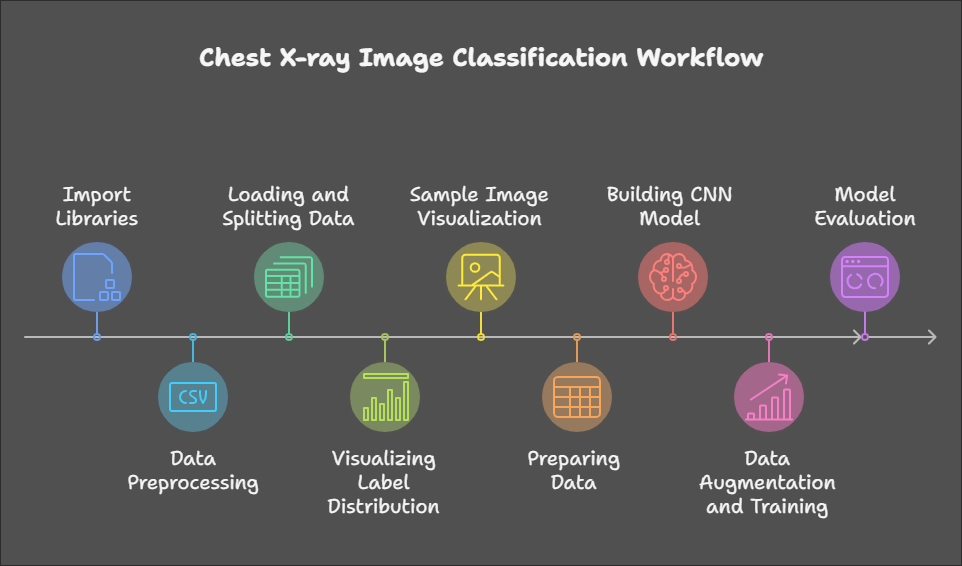 Chest X-ray Image Classification Workflow
Import
Libraries
Loading and
Splitting Data
Sample Image
Visualization
Building CNN
Model
Model
Evaluation
CSV
Data
Preprocessing
Visualizing
Label
Distribution
Preparing
Data
Data
Augmentation
and Training